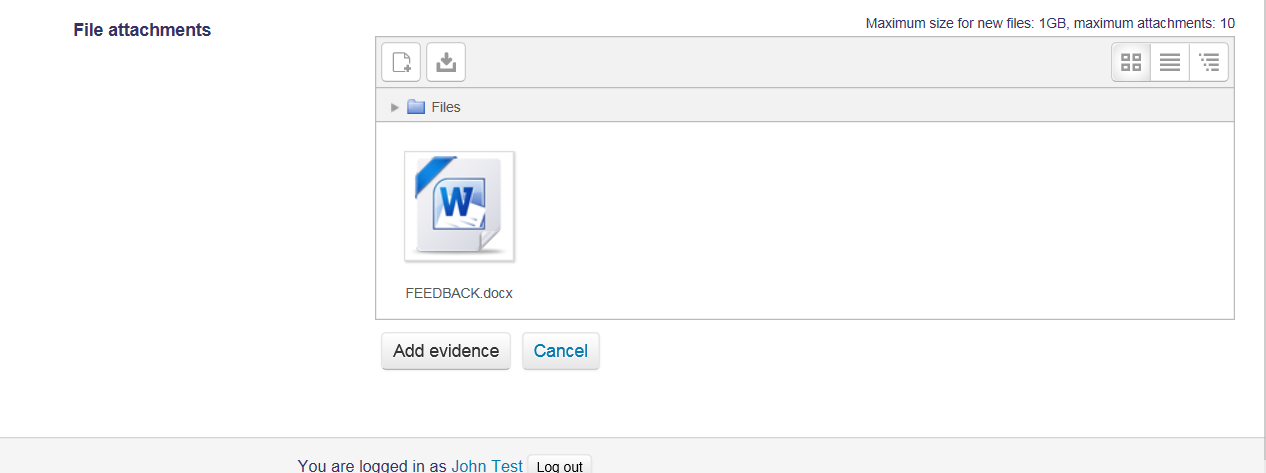 File attachments
Maximum size for new files: 1GB, maximum attachments: 10
Files
W
FEEDBACK.docx
Add evidence Cancel
You are logged in as John Test Log out